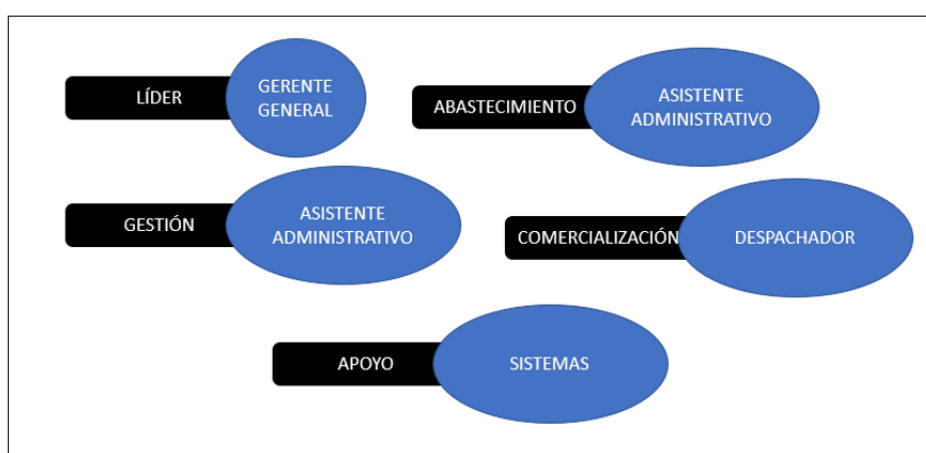 LÍDER
GERENTE
GENERAL
ABASTECIMIENTO
ASISTENTE
ADMINISTRATIVO
GESTIÓN
ASISTENTE
ADMINISTRATIVO
COMERCIALIZACIÓN
DESPACHADOR
APOYO
SISTEMAS